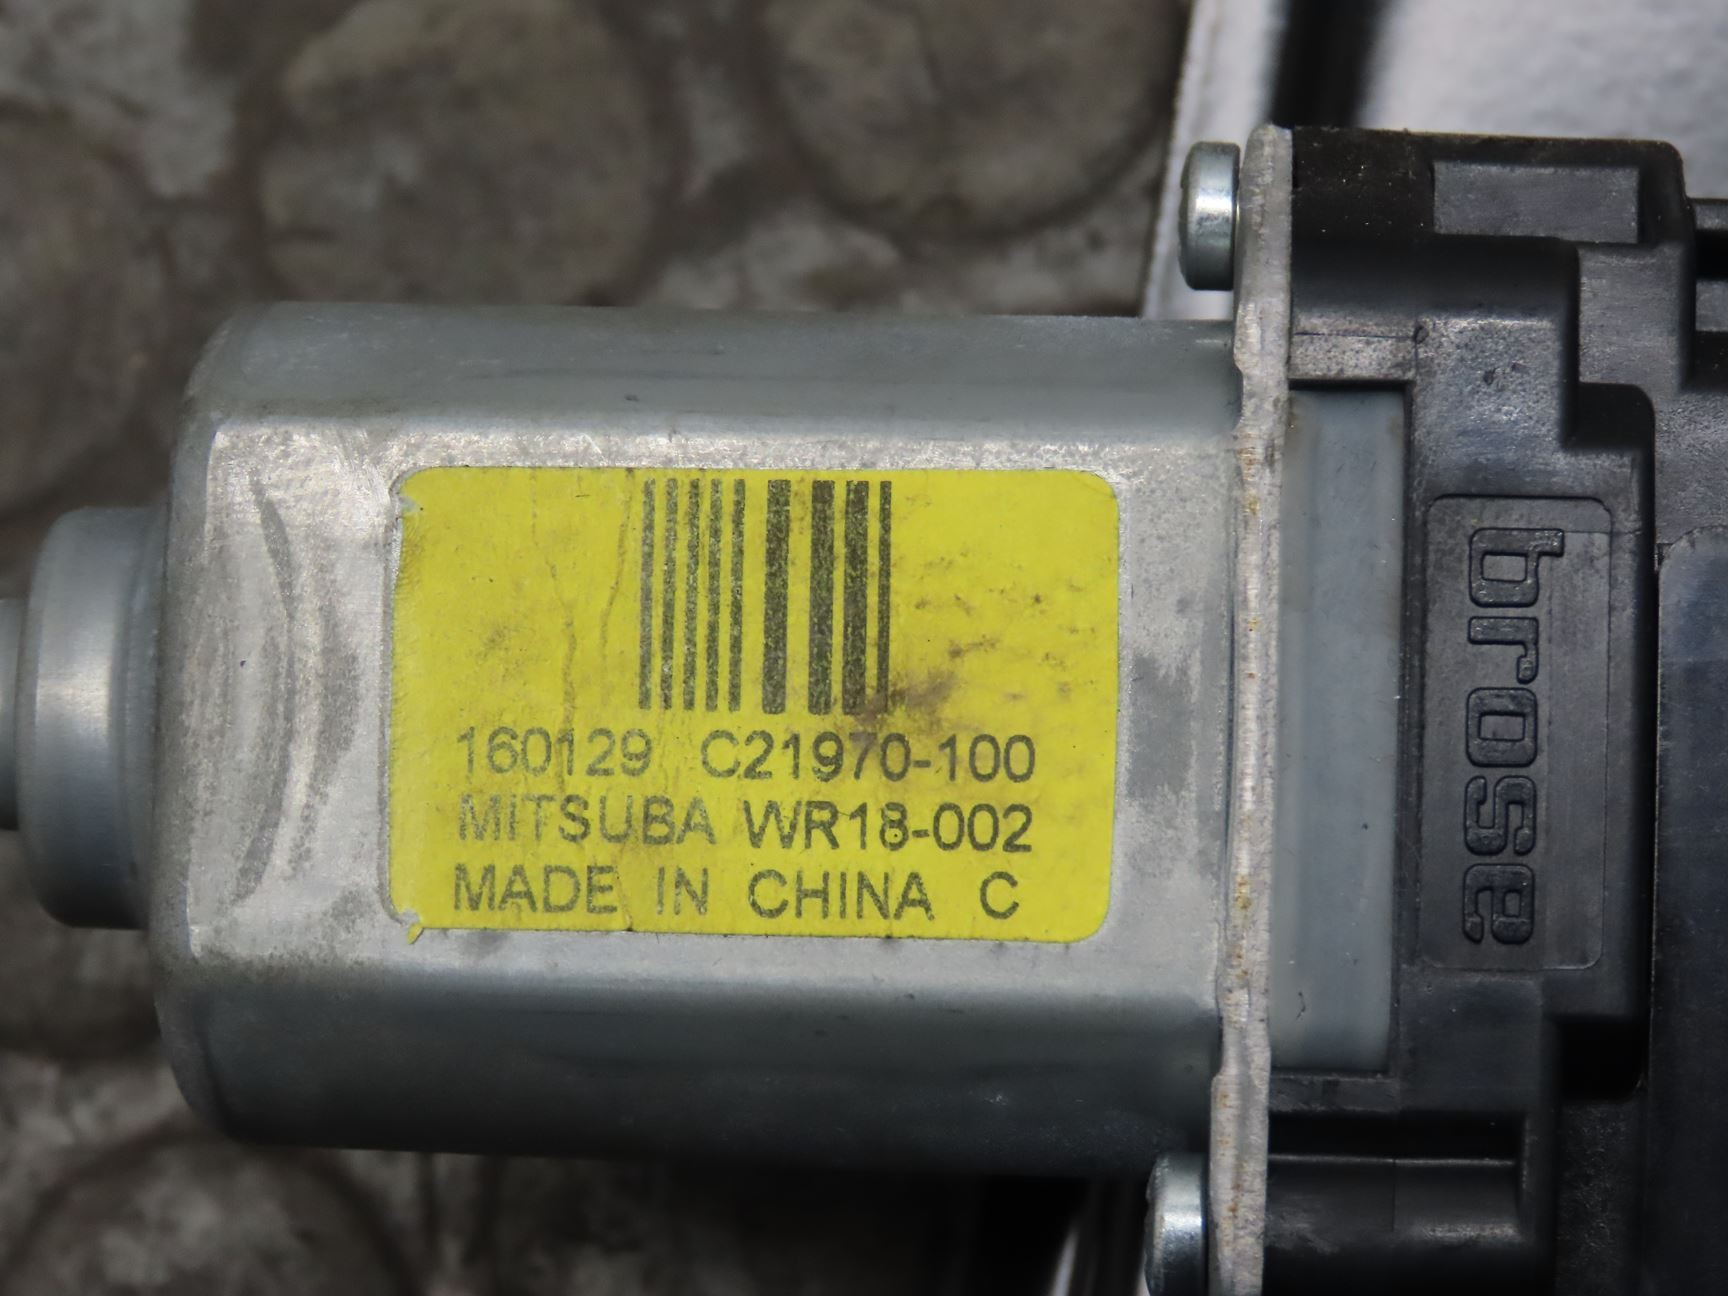 160129 C21970-100
MITSUBA WR18-002
MADE IN CHINA C
brose